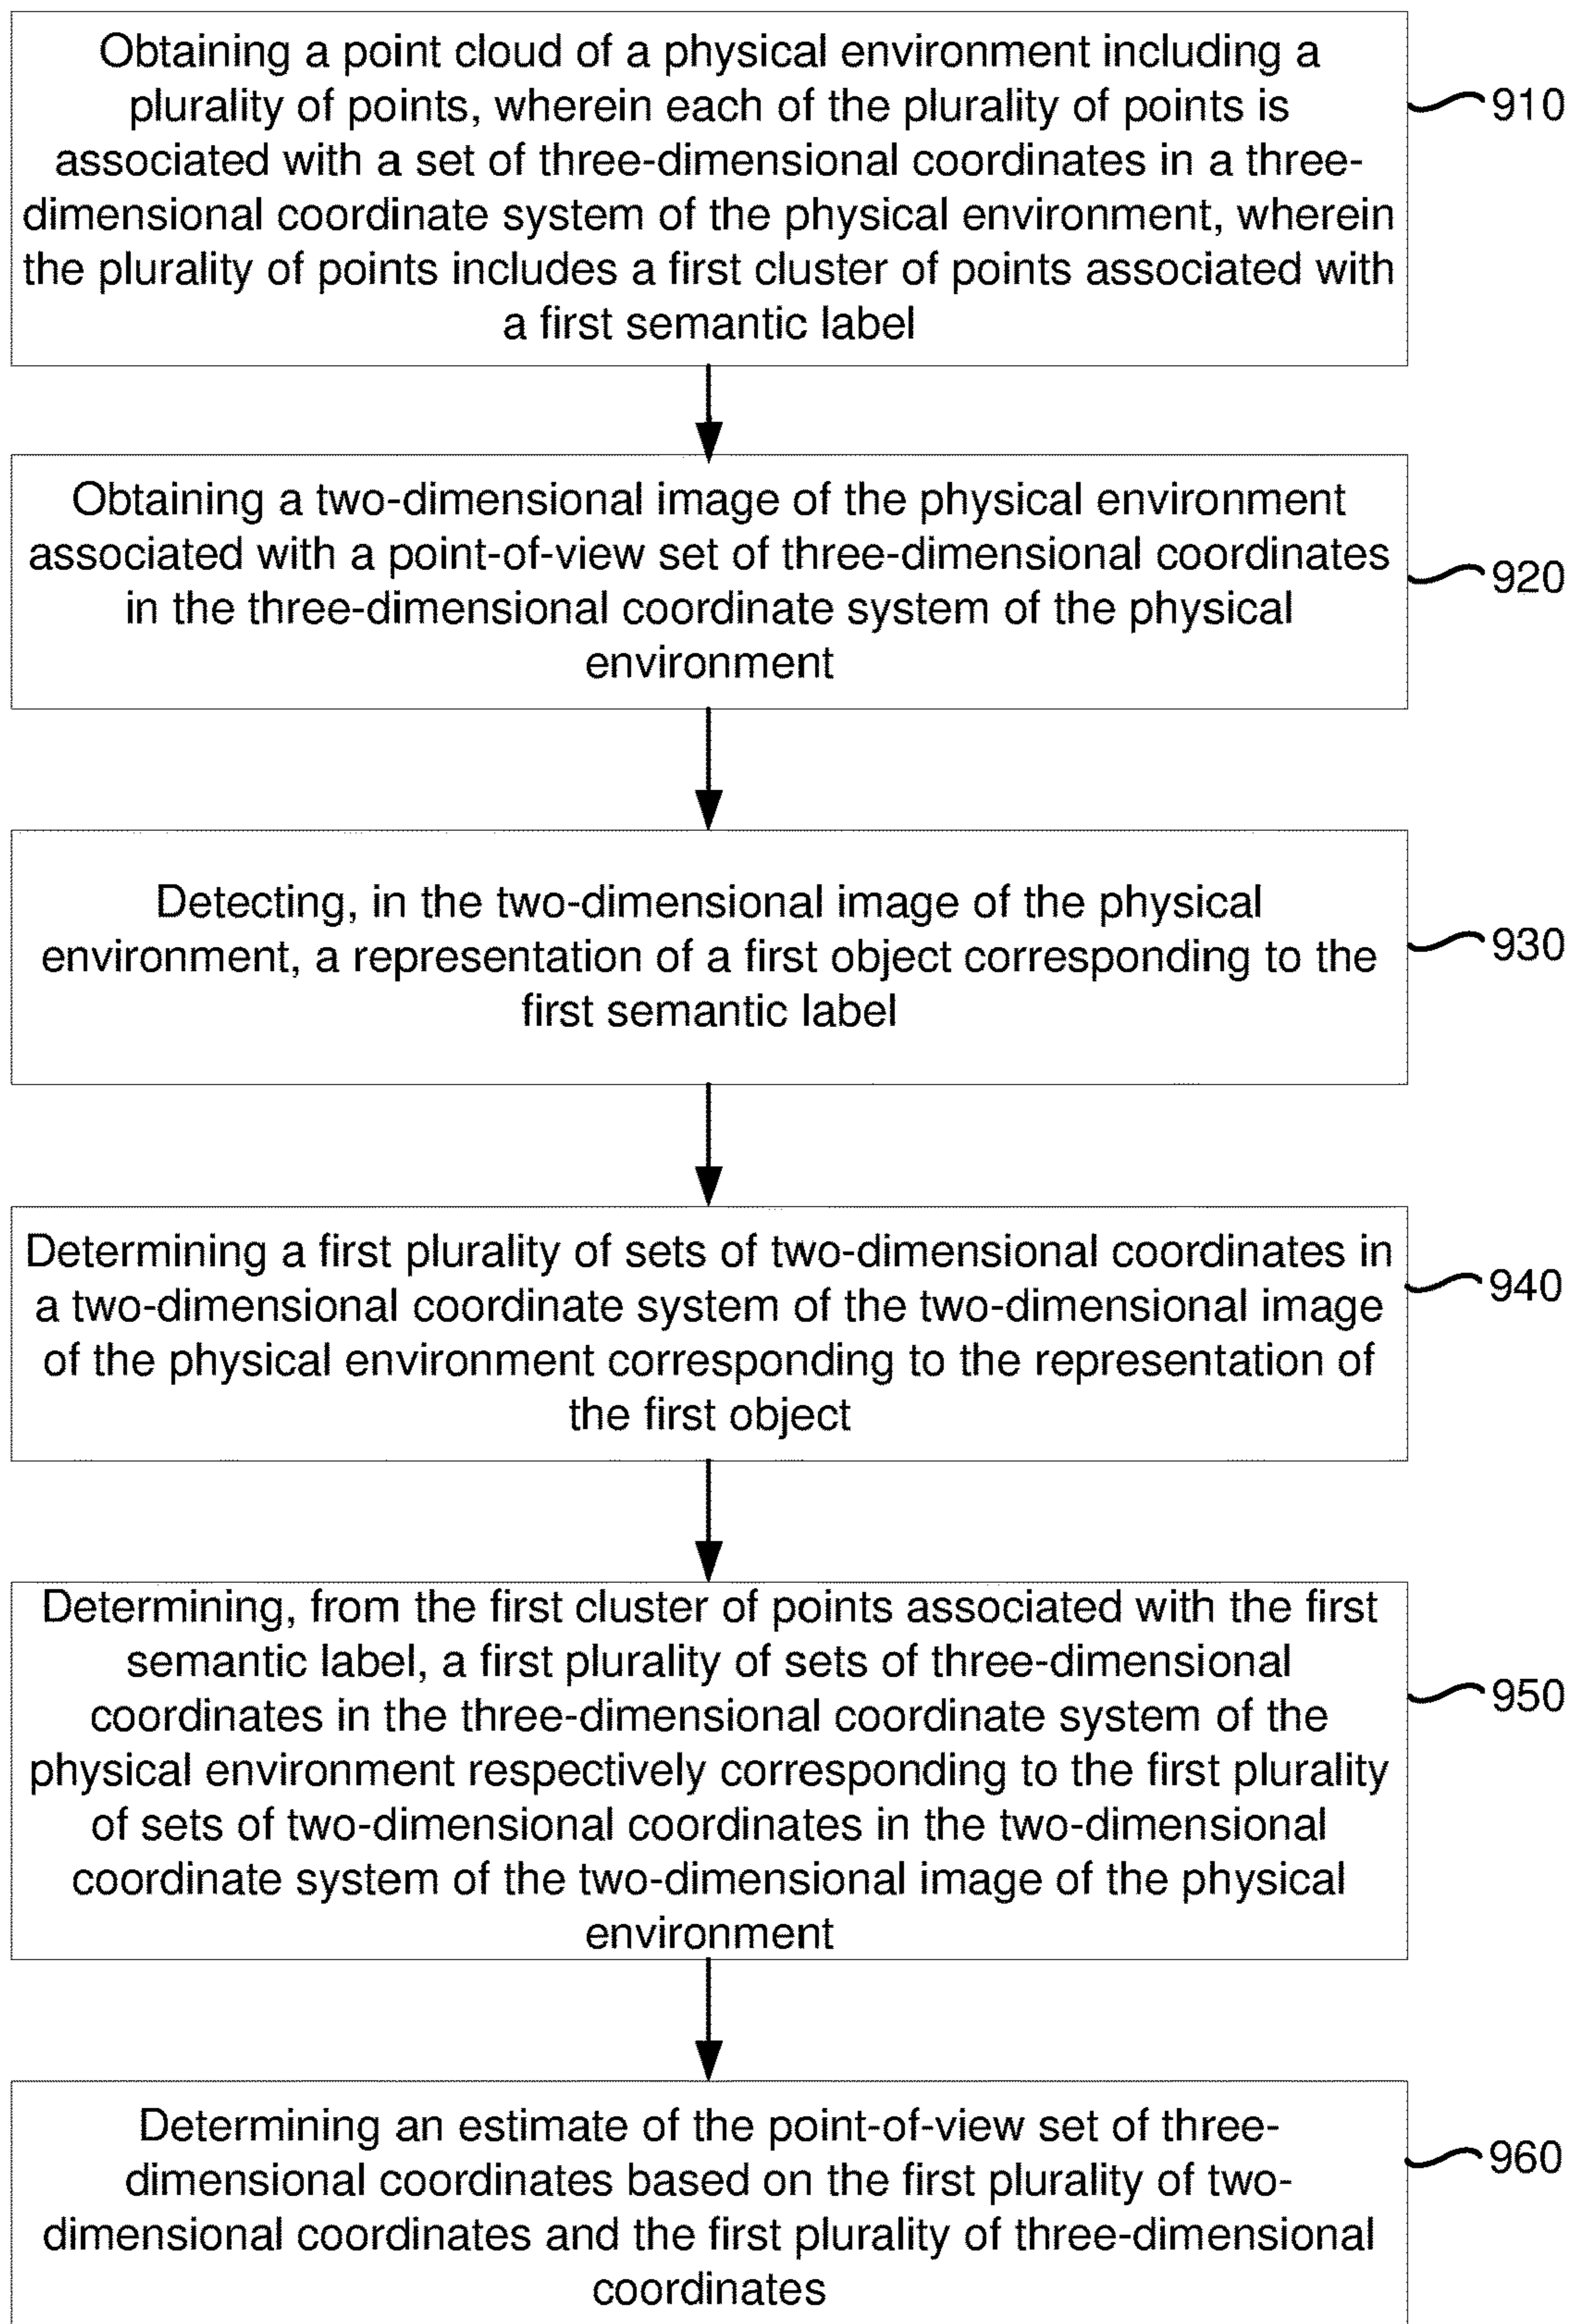 Obtaining a point cloud of a physical environment including a
plurality of points, wherein each of the plurality of points is
associated with a set of three-dimensional coordinates in a three-
dimensional coordinate system of the physical environment, wherein
the plurality of points includes a first cluster of points associated with
a first semantic label
910
Obtaining a two-dimensional image of the physical environment
associated with a point-of-view set of three-dimensional coordinates
in the three-dimensional coordinate system of the physical
environment
920
Detecting, in the two-dimensional image of the physical
environment, a representation of a first object corresponding to the
first semantic label
930
Determining a first plurality of sets of two-dimensional coordinates in
a two-dimensional coordinate system of the two-dimensional image
of the physical environment corresponding to the representation of
the first object
940
Determining, from the first cluster of points associated with the first
semantic label, a first plurality of sets of three-dimensional
coordinates in the three-dimensional coordinate system of the
physical environment respectively corresponding to the first plurality
of sets of two-dimensional coordinates in the two-dimensional
coordinate system of the two-dimensional image of the physical
environment
950
Determining an estimate of the point-of-view set of three-
dimensional coordinates based on the first plurality of two-
dimensional coordinates and the first plurality of three-dimensional
coordinates
960